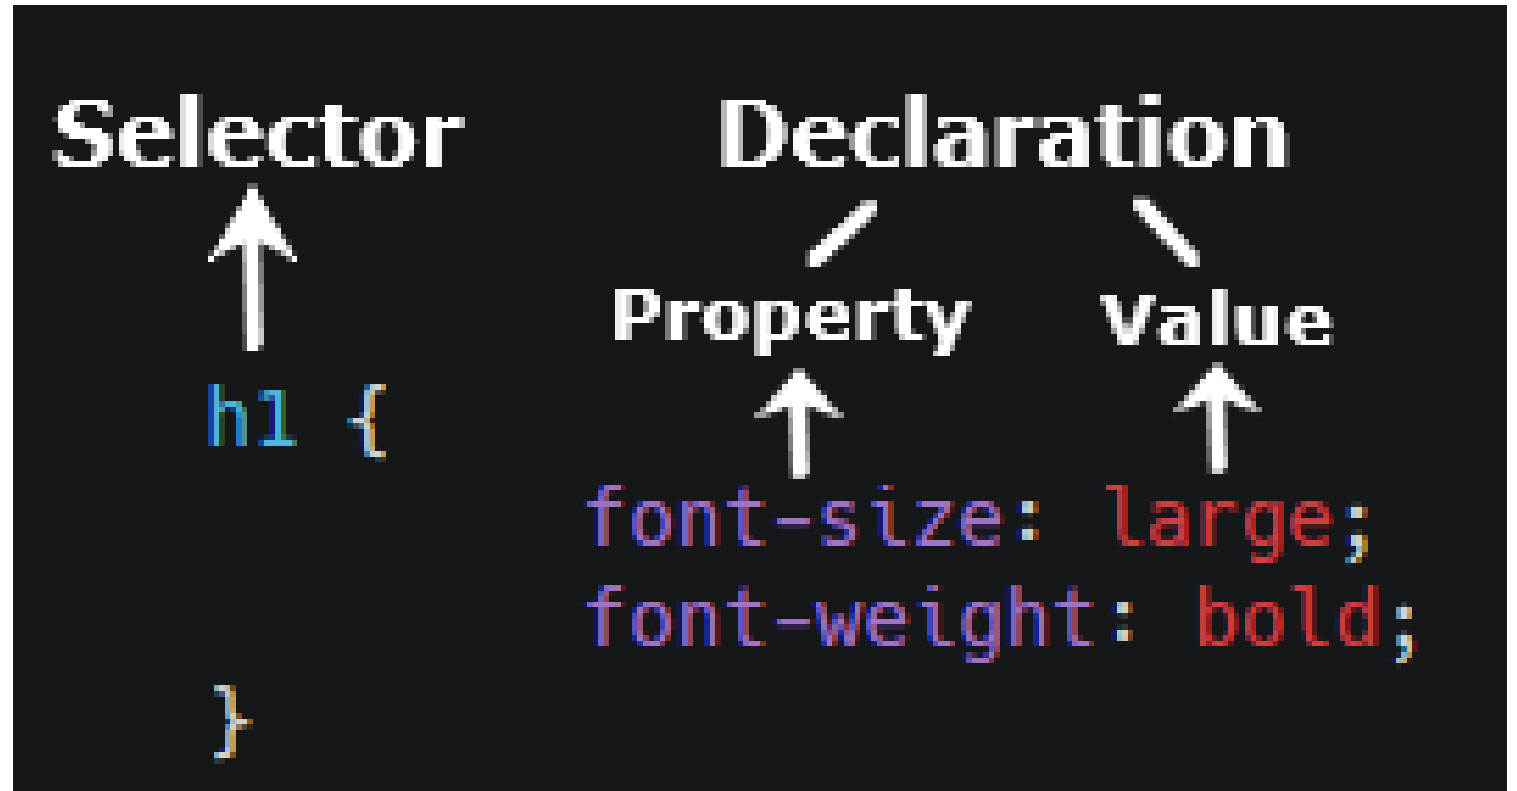 Selector Declaration
Property Value
h1 {
font-size: large;
font-weight: bold;
}